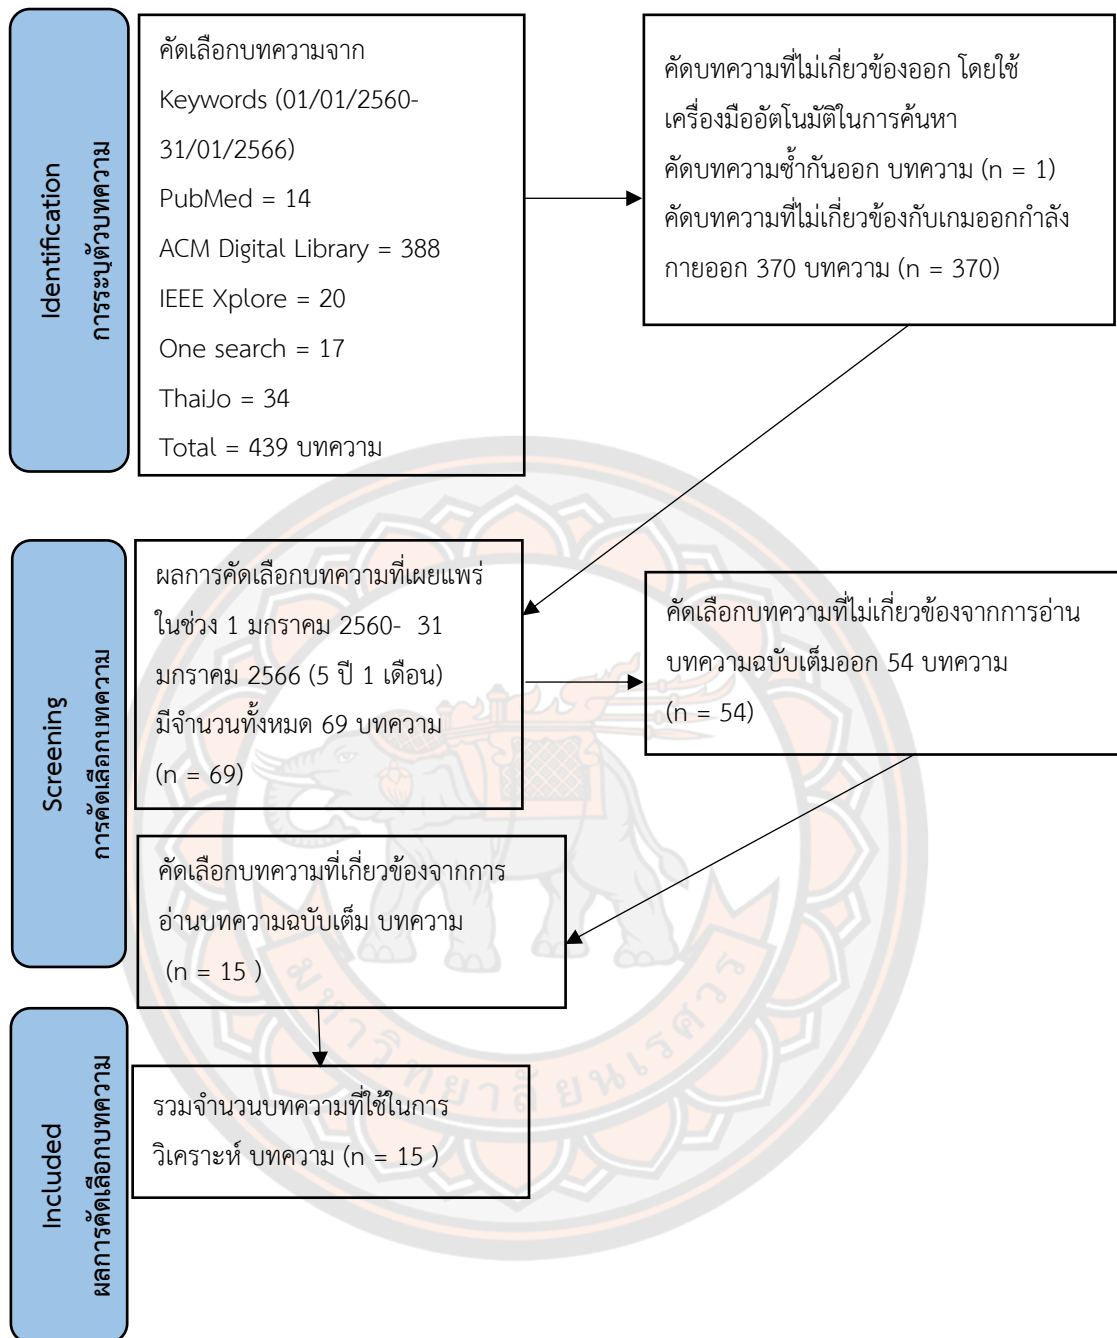 Identification
การระบุตัวบทความ
คัดเลือกบทความจาก
Keywords (01/01/2560-
31/01/2566)
PubMed = 14
ACM Digital Library = 388
IEEE Xplore = 20
One search = 17
ThaiJo = 34
Total = 439 บทความ
คัดบทความที่ไม่เกี่ยวข้องออก โดยใช้
เครื่องมืออัตโนมัติในการค้นหา
คัดบทความซ้ำกันออก บทความ (n = 1)
คัดบทความที่ไม่เกี่ยวข้องกับเกมออกกำลัง
กายออก 370 บทความ (n = 370)
Screening
การคัดเลือกบทความ
ผลการคัดเลือกบทความที่เผยแพร่
ในช่วง 1 มกราคม 2560- 31
มกราคม 2566 (5 ปี 1 เดือน)
มีจำนวนทั้งหมด 69 บทความ
(n = 69)
คัดเลือกบทความที่ไม่เกี่ยวข้องจากการอ่าน
บทความฉบับเต็มออก 54 บทความ
(n = 54)
คัดเลือกบทความที่เกี่ยวข้องจากการ
อ่านบทความฉบับเต็ม บทความ
(n = 15 )
Included
ผลการคัดเลือกบทความ
รวมจำนวนบทความที่ใช้ในการ
วิเคราะห์ บทความ (n = 15 )
มหาวิทยาลัยนเรศวร